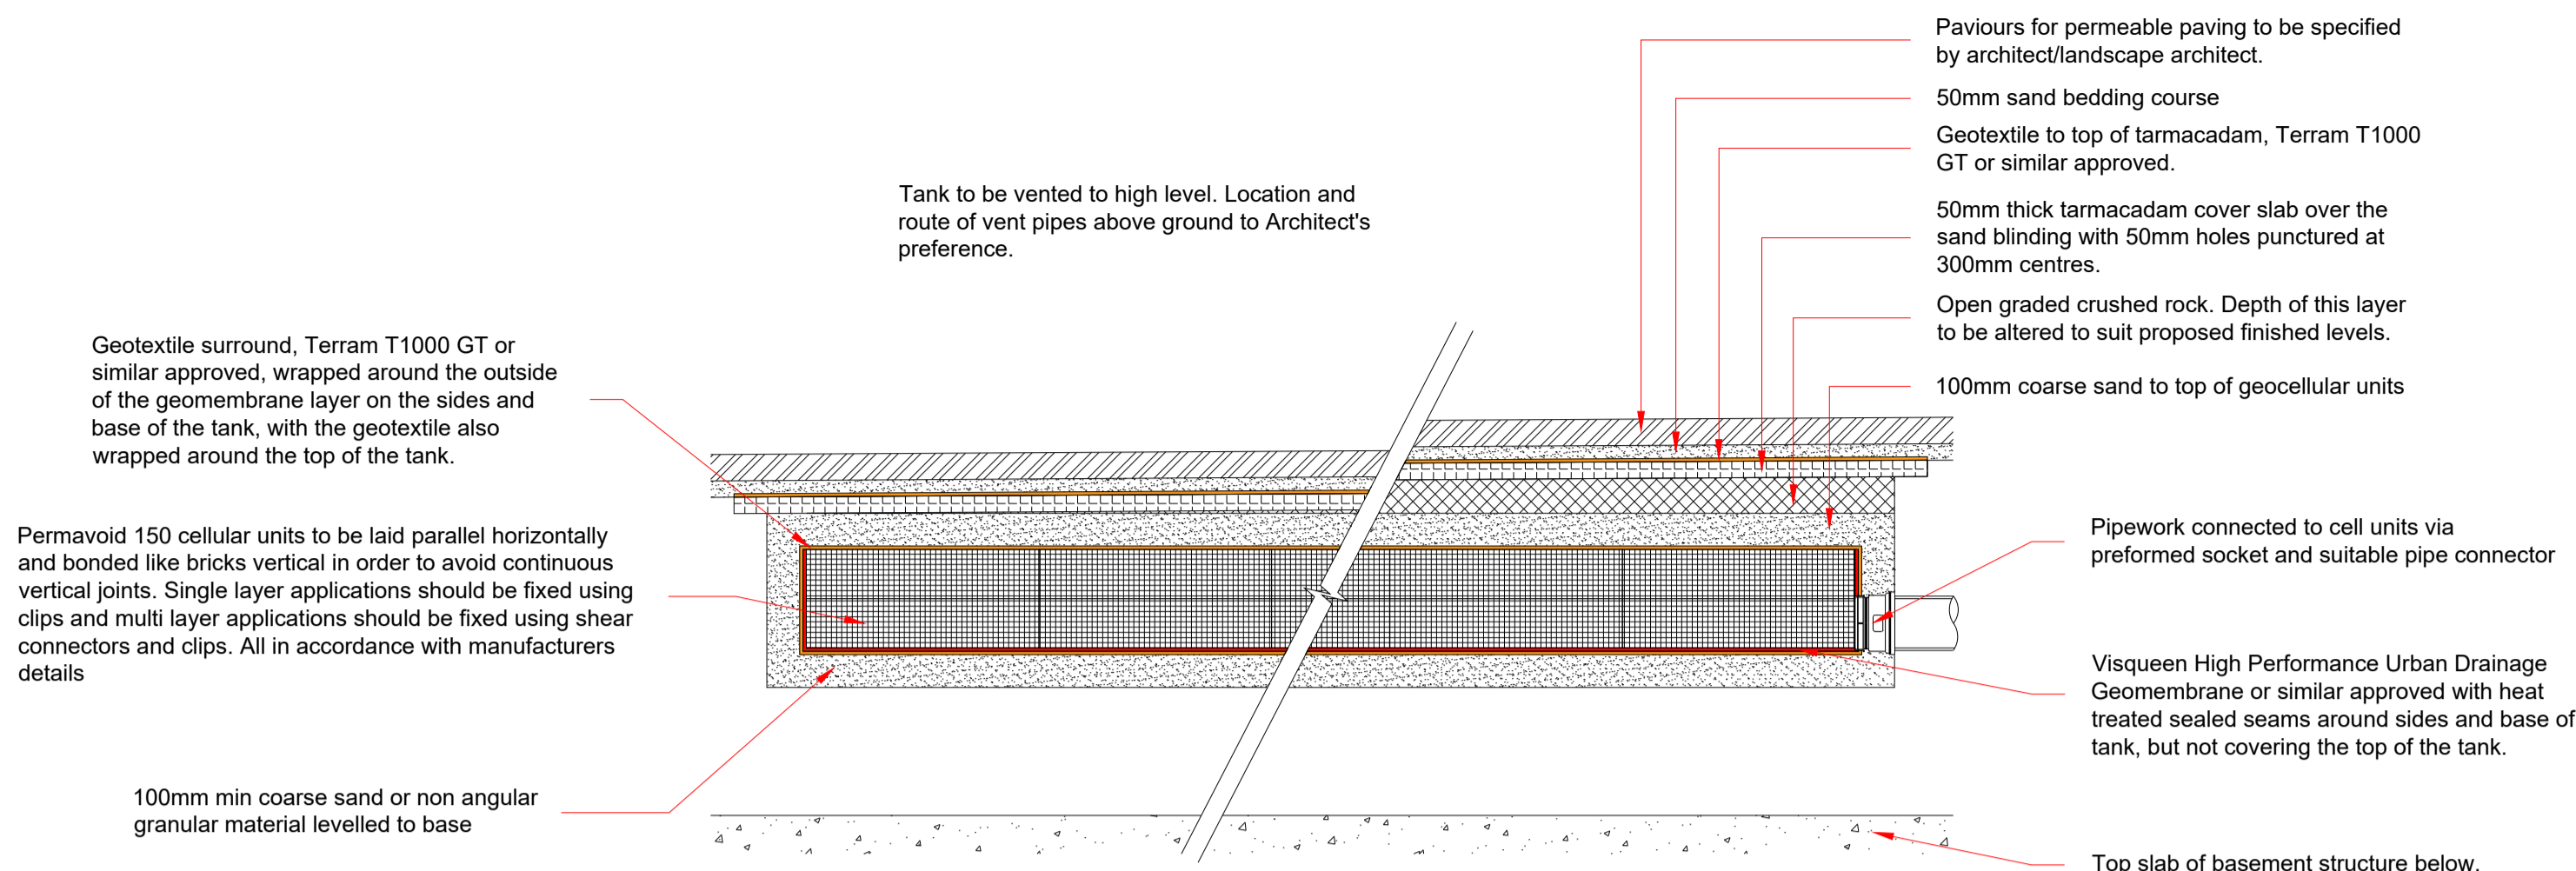 Paviours for permeable paving to be specified
by architect/landscape architect.
50mm sand bedding course
Geotextile to top of tarmacadam, Terram T1000
GT or similar approved.
50mm thick tarmacadam cover slab over the
sand blinding with 50mm holes punctured at
300mm centres.
Open graded crushed rock. Depth of this layer
to be altered to suit proposed finished levels.
100mm coarse sand to top of geocellular units
Tank to be vented to high level. Location and
route of vent pipes above ground to Architect's
preference.
Geotextile surround, Terram T1000 GT or
similar approved, wrapped around the outside
of the geomembrane layer on the sides and
base of the tank, with the geotextile also
wrapped around the top of the tank.
Permavoid 150 cellular units to be laid parallel horizontally
and bonded like bricks vertical in order to avoid continuous
vertical joints. Single layer applications should be fixed using
clips and multi layer applications should be fixed using shear
connectors and clips. All in accordance with manufacturers
details
100mm min coarse sand or non angular
granular material levelled to base
Pipework connected to cell units via
preformed socket and suitable pipe connector
Visqueen High Performance Urban Drainage
Geomembrane or similar approved with heat
treated sealed seams around sides and base of
tank, but not covering the top of the tank.
Top slab of basement structure below.